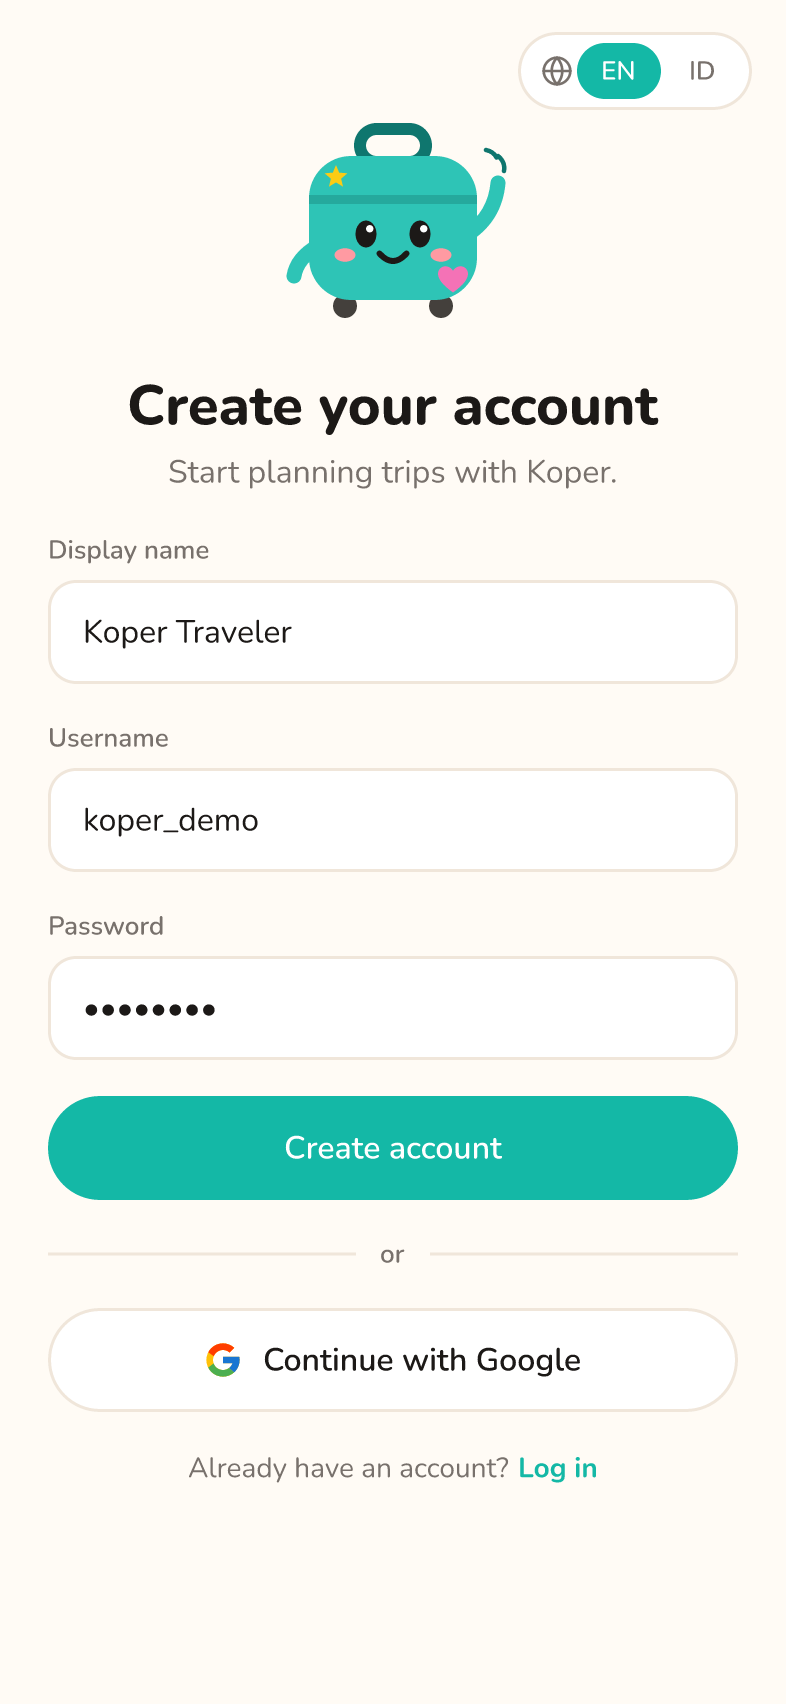 EN ID
Create your account
Start planning trips with Koper.
Display name
Koper Traveler
Username
koper_demo
Password
••••••••
Create account
or
Continue with Google
Already have an account? Log in